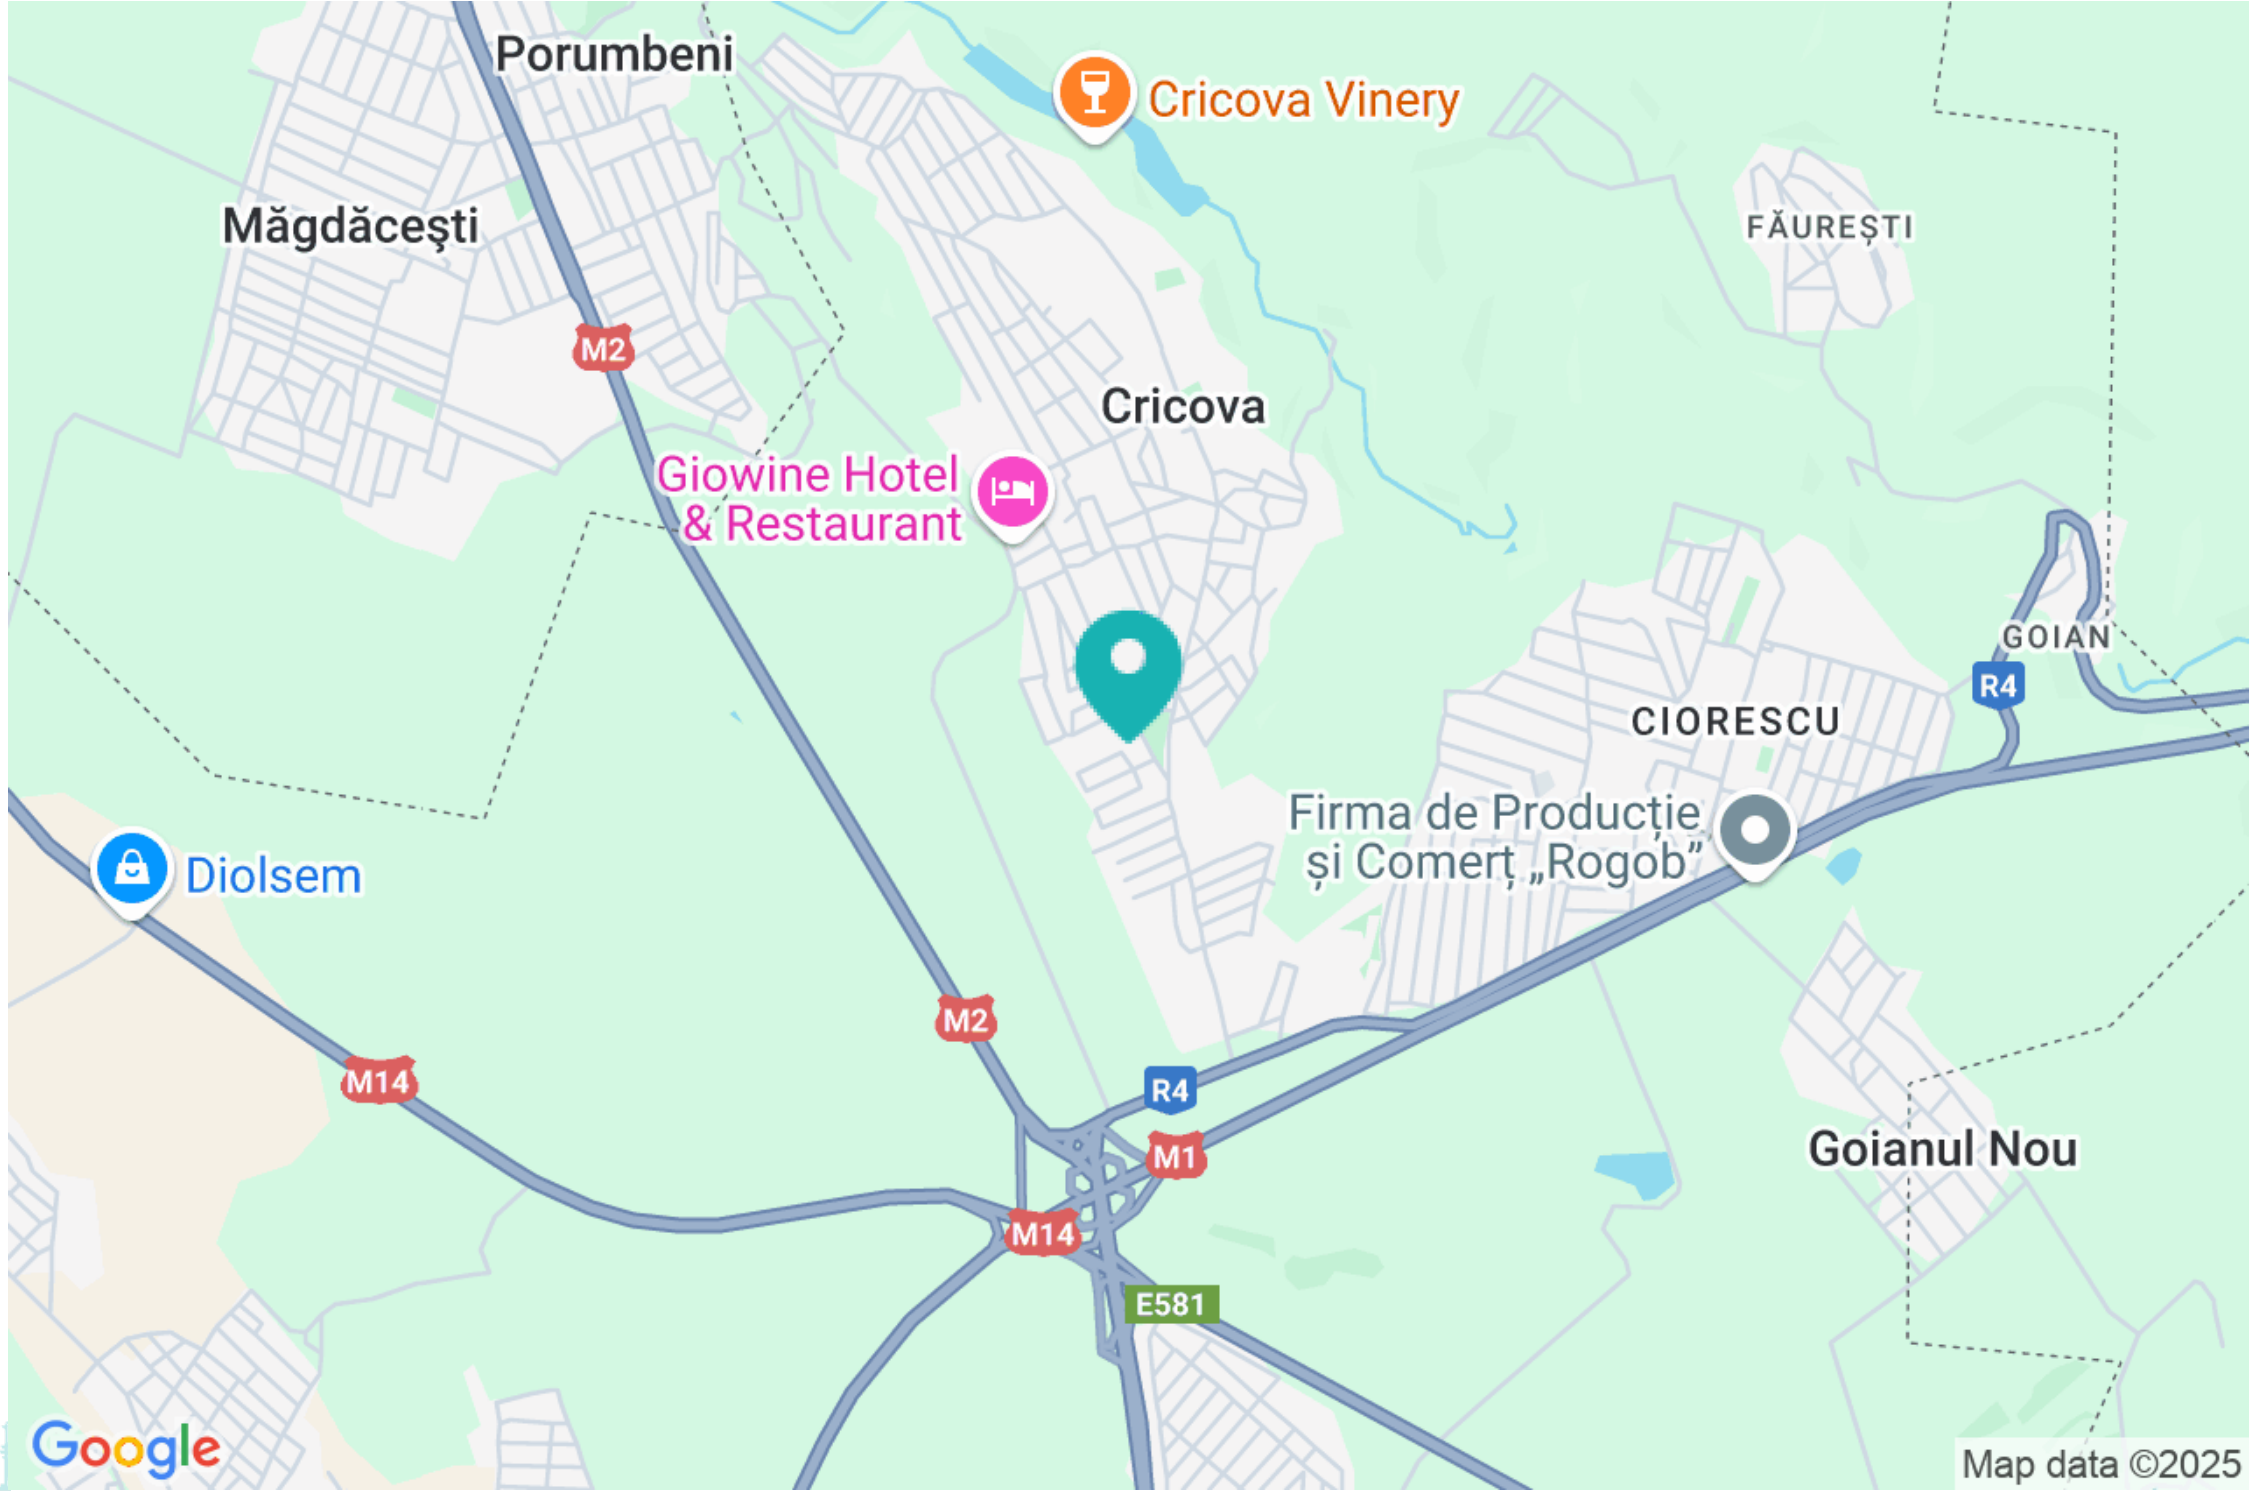 Porumbeni
Cricova Vinery
Măgdăceşti
FĂUREȘTI
M2
Cricova
Giowine Hotel
& Restaurant
GOIAN
R4
CIORESCU
Firma de Producție
și Comerț „Rogob”
Diolsem
M2
M14
R4
M1
Goianul Nou
M14
E581
Google
Map data ©2025